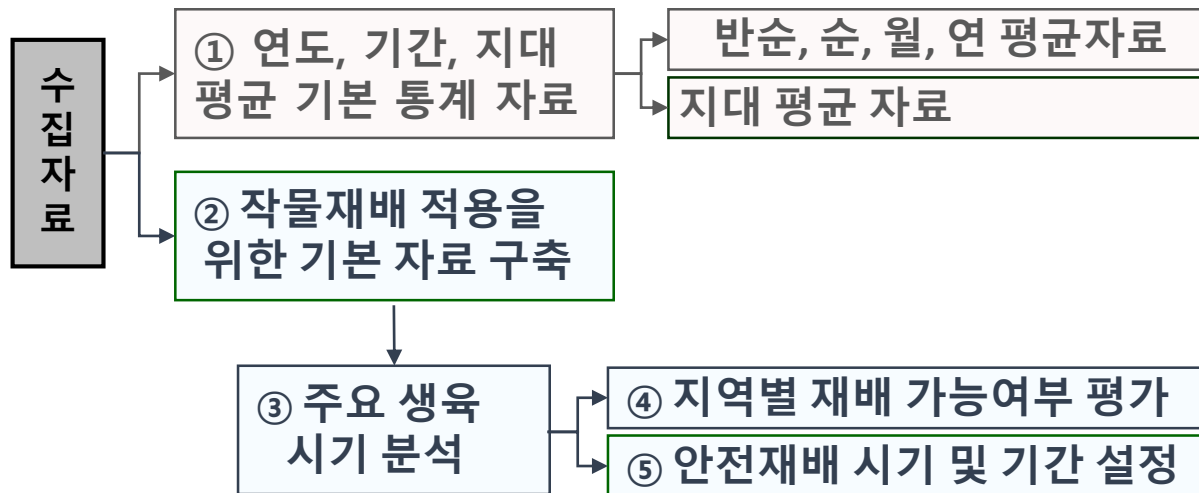 수집자료
① 연도, 기간, 지대
평균 기본 통계 자료
반순, 순, 월, 연 평균자료
지대 평균 자료
② 작물재배 적용을
위한 기본 자료 구축
③ 주요 생육
시기 분석
④ 지역별 재배 가능여부 평가
⑤ 안전재배 시기 및 기간 설정